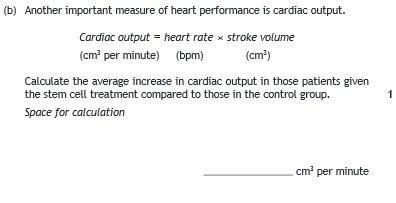 (b) Another important measure of heart performance is cardiac output.
Cardiac output = heart rate × stroke volume
(cm³ per minute) (bpm) (cm³)
Calculate the average increase in cardiac output in those patients given
the stem cell treatment compared to those in the control group. 1
Space for calculation
____________________ cm³ per minute